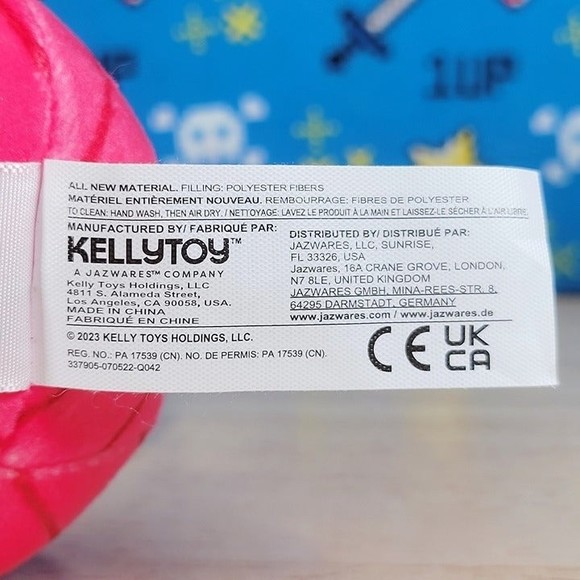 1UP
ALL NEW MATERIAL. FILLING: POLYESTER FIBERS
MATÉRIEL ENTIÈREMENT NOUVEAU. REMBOURRAGE: FIBRES DE POLYESTER
TO CLEAN: HAND WASH, THEN AIR DRY. / NETTOYAGE: LAVEZ LE PRODUIT À LA MAIN ET LAISSEZ-LE SÉCHER À L'AIR LIBRE.
MANUFACTURED BY/ FABRIQUÉ PAR:
KELLYTOY™
A JAZWARES™ COMPANY
Kelly Toys Holdings, LLC
4811 S. Alameda Street,
Los Angeles, CA 90058, USA.
MADE IN CHINA
FABRIQUÉ EN CHINE
DISTRIBUTED BY/ DISTRIBUÉ PAR:
JAZWARES, LLC, SUNRISE,
FL 33326, USA
Jazwares, 16A CRANE GROVE, LONDON,
N7 8LE, UNITED KINGDOM
JAZWARES GMBH, MINA-REES-STR. 8,
64295 DARMSTADT, GERMANY
www.jazwares.com / www.jazwares.de
© 2023 KELLY TOYS HOLDINGS, LLC.
REG. NO.: PA 17539 (CN). NO DE PERMIS: PA 17539 (CN).
337905-070522-Q042
CE UK
CA